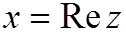 x = Re z